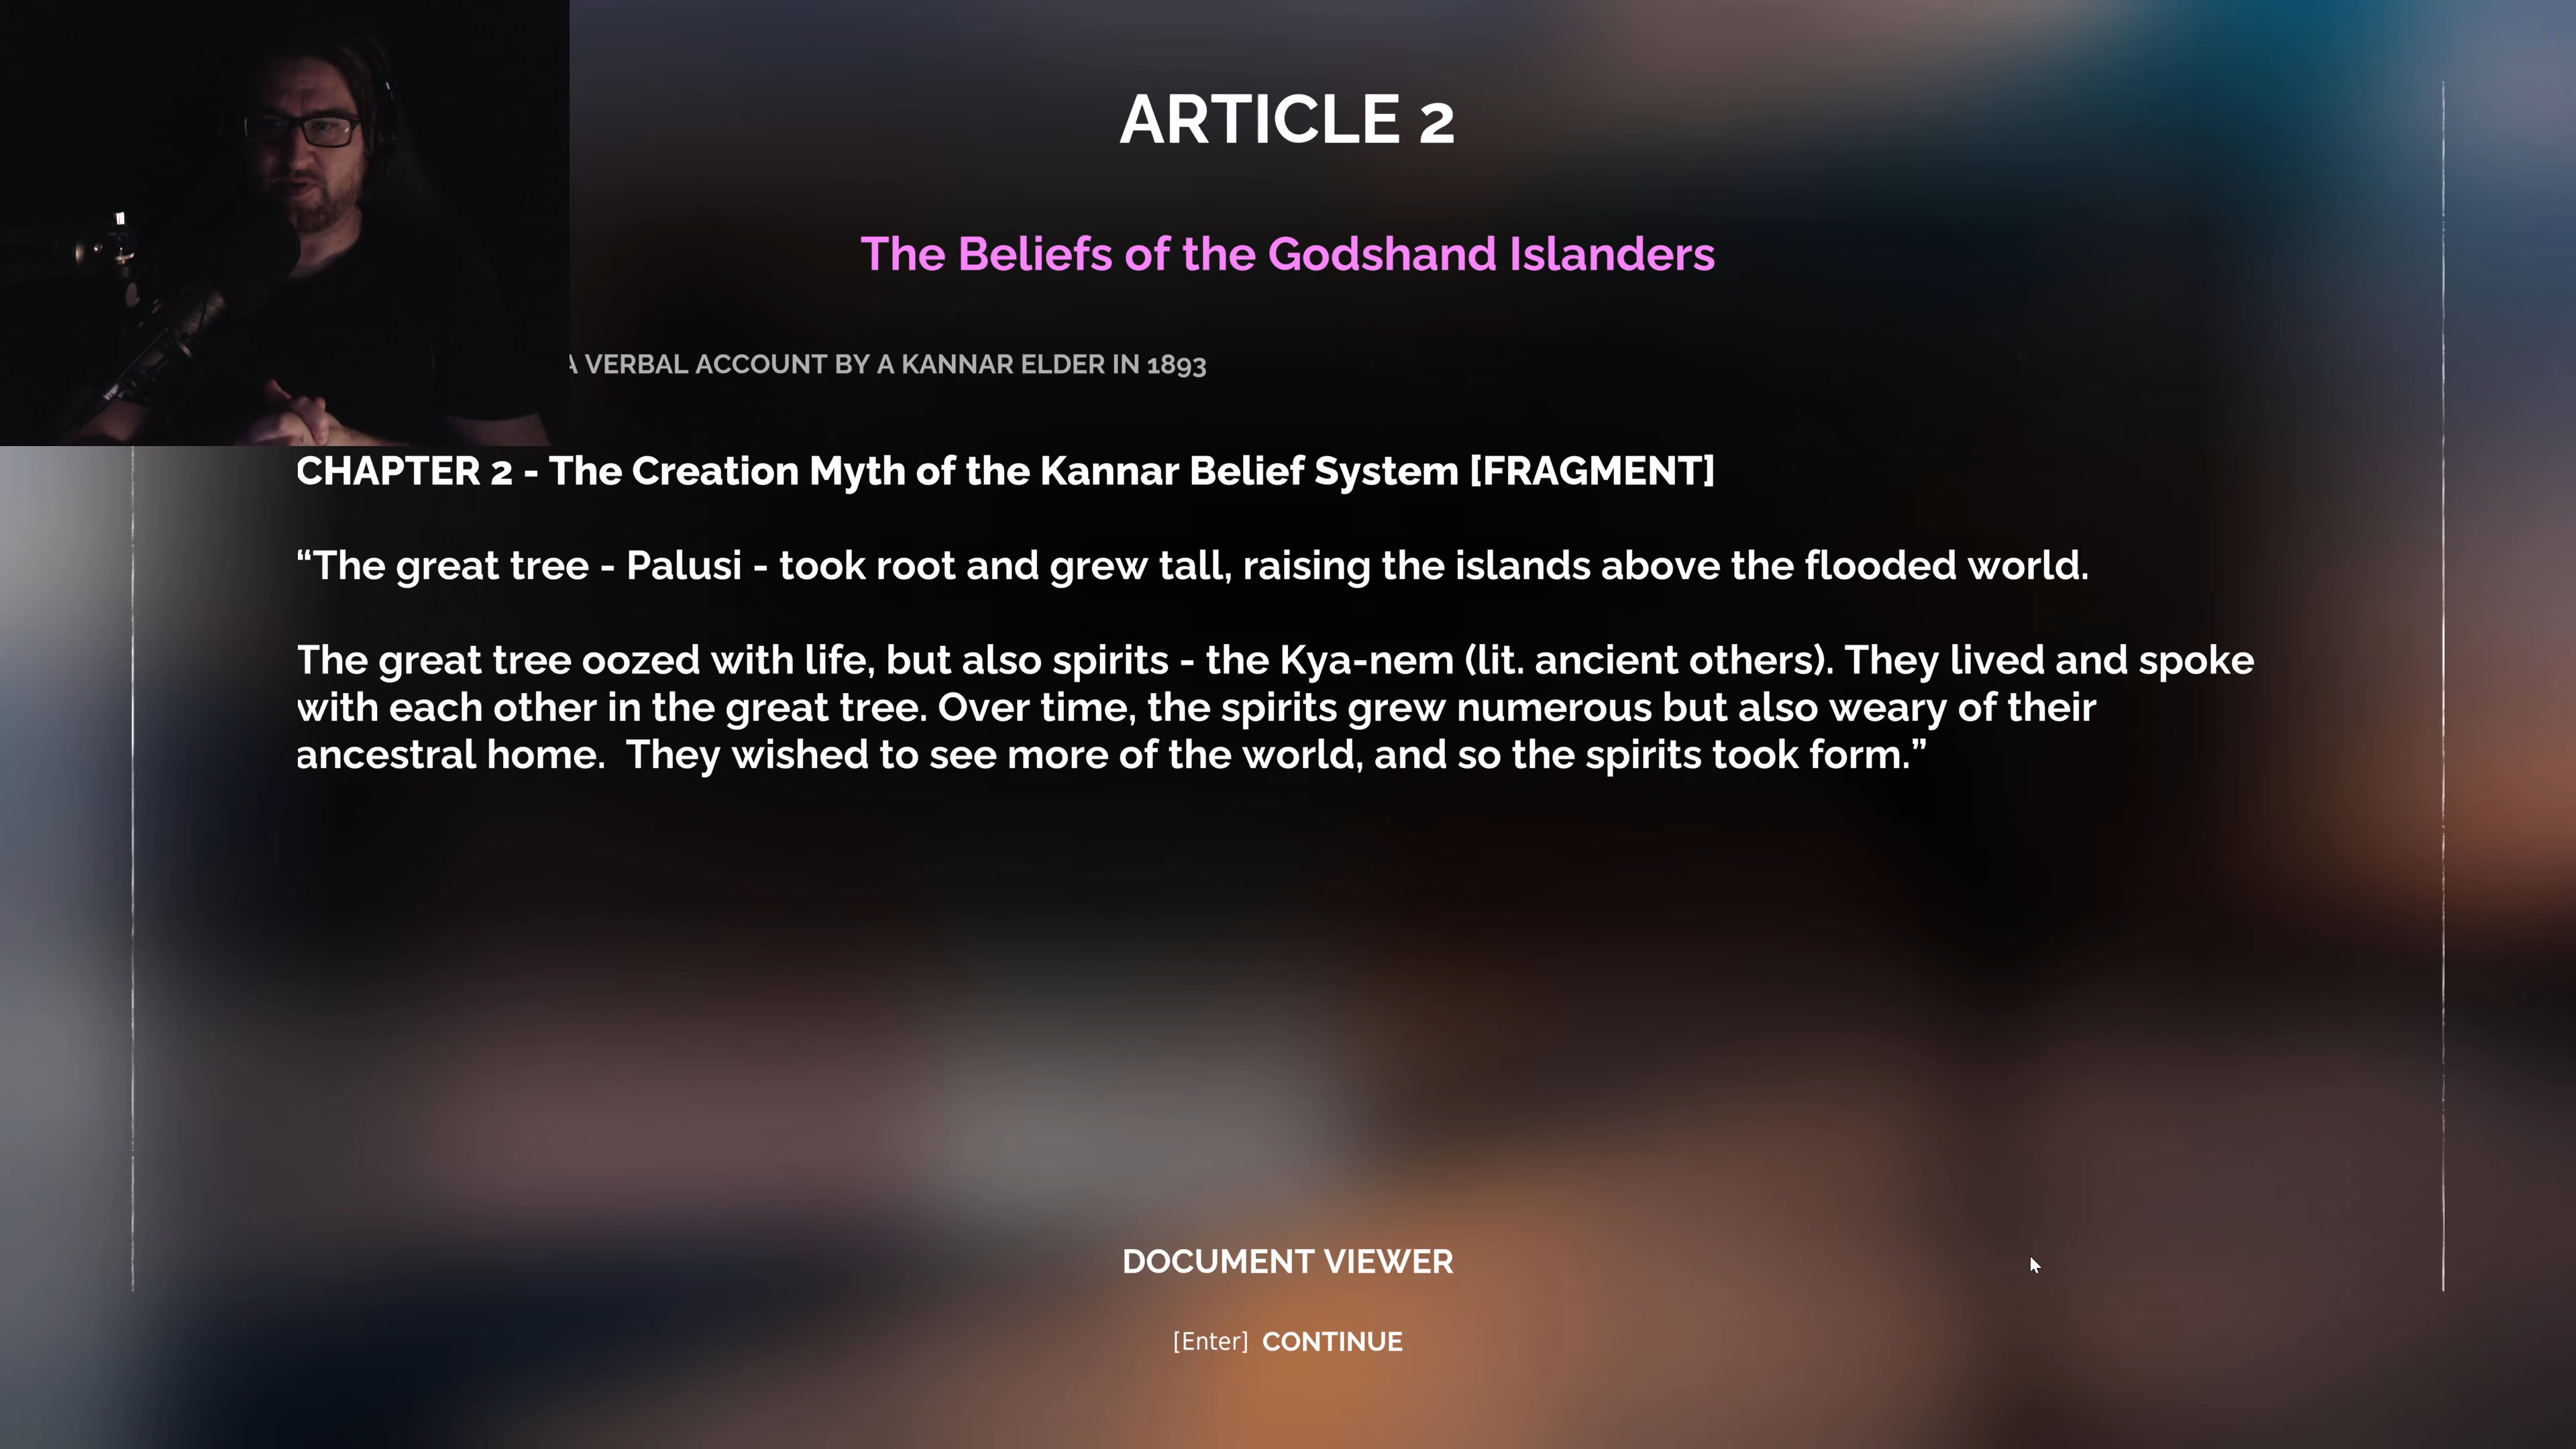 ARTICLE 2
The Beliefs of the Godshand Islanders
A VERBAL ACCOUNT BY A KANNAR ELDER IN 1893
CHAPTER 2 - The Creation Myth of the Kannar Belief System [FRAGMENT]
“The great tree - Palusi - took root and grew tall, raising the islands above the flooded world.
The great tree oozed with life, but also spirits - the Kya-nem (lit. ancient others). They lived and spoke
with each other in the great tree. Over time, the spirits grew numerous but also weary of their
ancestral home.  They wished to see more of the world, and so the spirits took form.”
DOCUMENT VIEWER
[Enter] CONTINUE